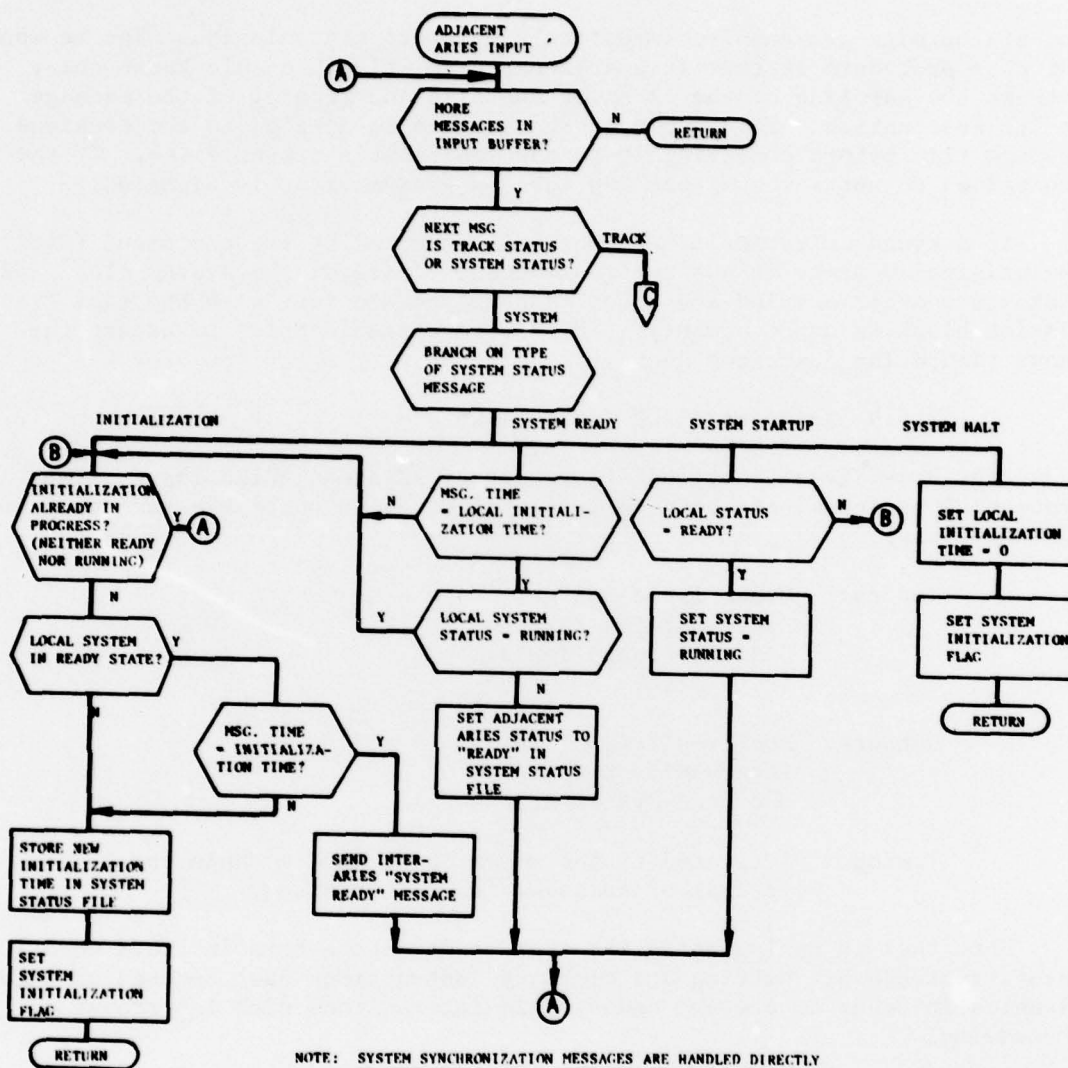 ADJACENT
ARIES INPUT
A
MORE
MESSAGES IN
INPUT BUFFER?
N
RETURN
Y
NEXT MSG
IS TRACK STATUS
OR SYSTEM STATUS?
TRACK
C
SYSTEM
BRANCH ON TYPE
OF SYSTEM STATUS
MESSAGE
INITIALIZATION
SYSTEM READY
SYSTEM STARTUP
SYSTEM HALT
B
INITIALIZATION
ALREADY IN
PROGRESS?
(NEITHER READY
NOR RUNNING)
Y
A
N
MSG. TIME
= LOCAL INITIALI-
ZATION TIME?
N
Y
LOCAL STATUS
= READY?
N
B
Y
SET LOCAL
INITIALIZATION
TIME = 0
LOCAL SYSTEM
IN READY STATE?
Y
N
LOCAL SYSTEM
STATUS = RUNNING?
Y
N
SET SYSTEM
STATUS =
RUNNING
SET SYSTEM
INITIALIZATION
FLAG
RETURN
MSG. TIME
= INITIALIZA-
TION TIME?
Y
N
SET ADJACENT
ARIES STATUS TO
"READY" IN
SYSTEM STATUS
FILE
STORE NEW
INITIALIZATION
TIME IN SYSTEM
STATUS FILE
SEND INTER-
ARIES "SYSTEM
READY" MESSAGE
SET
SYSTEM
INITIALIZATION
FLAG
A
RETURN
NOTE: SYSTEM SYNCHRONIZATION MESSAGES ARE HANDLED DIRECTLY